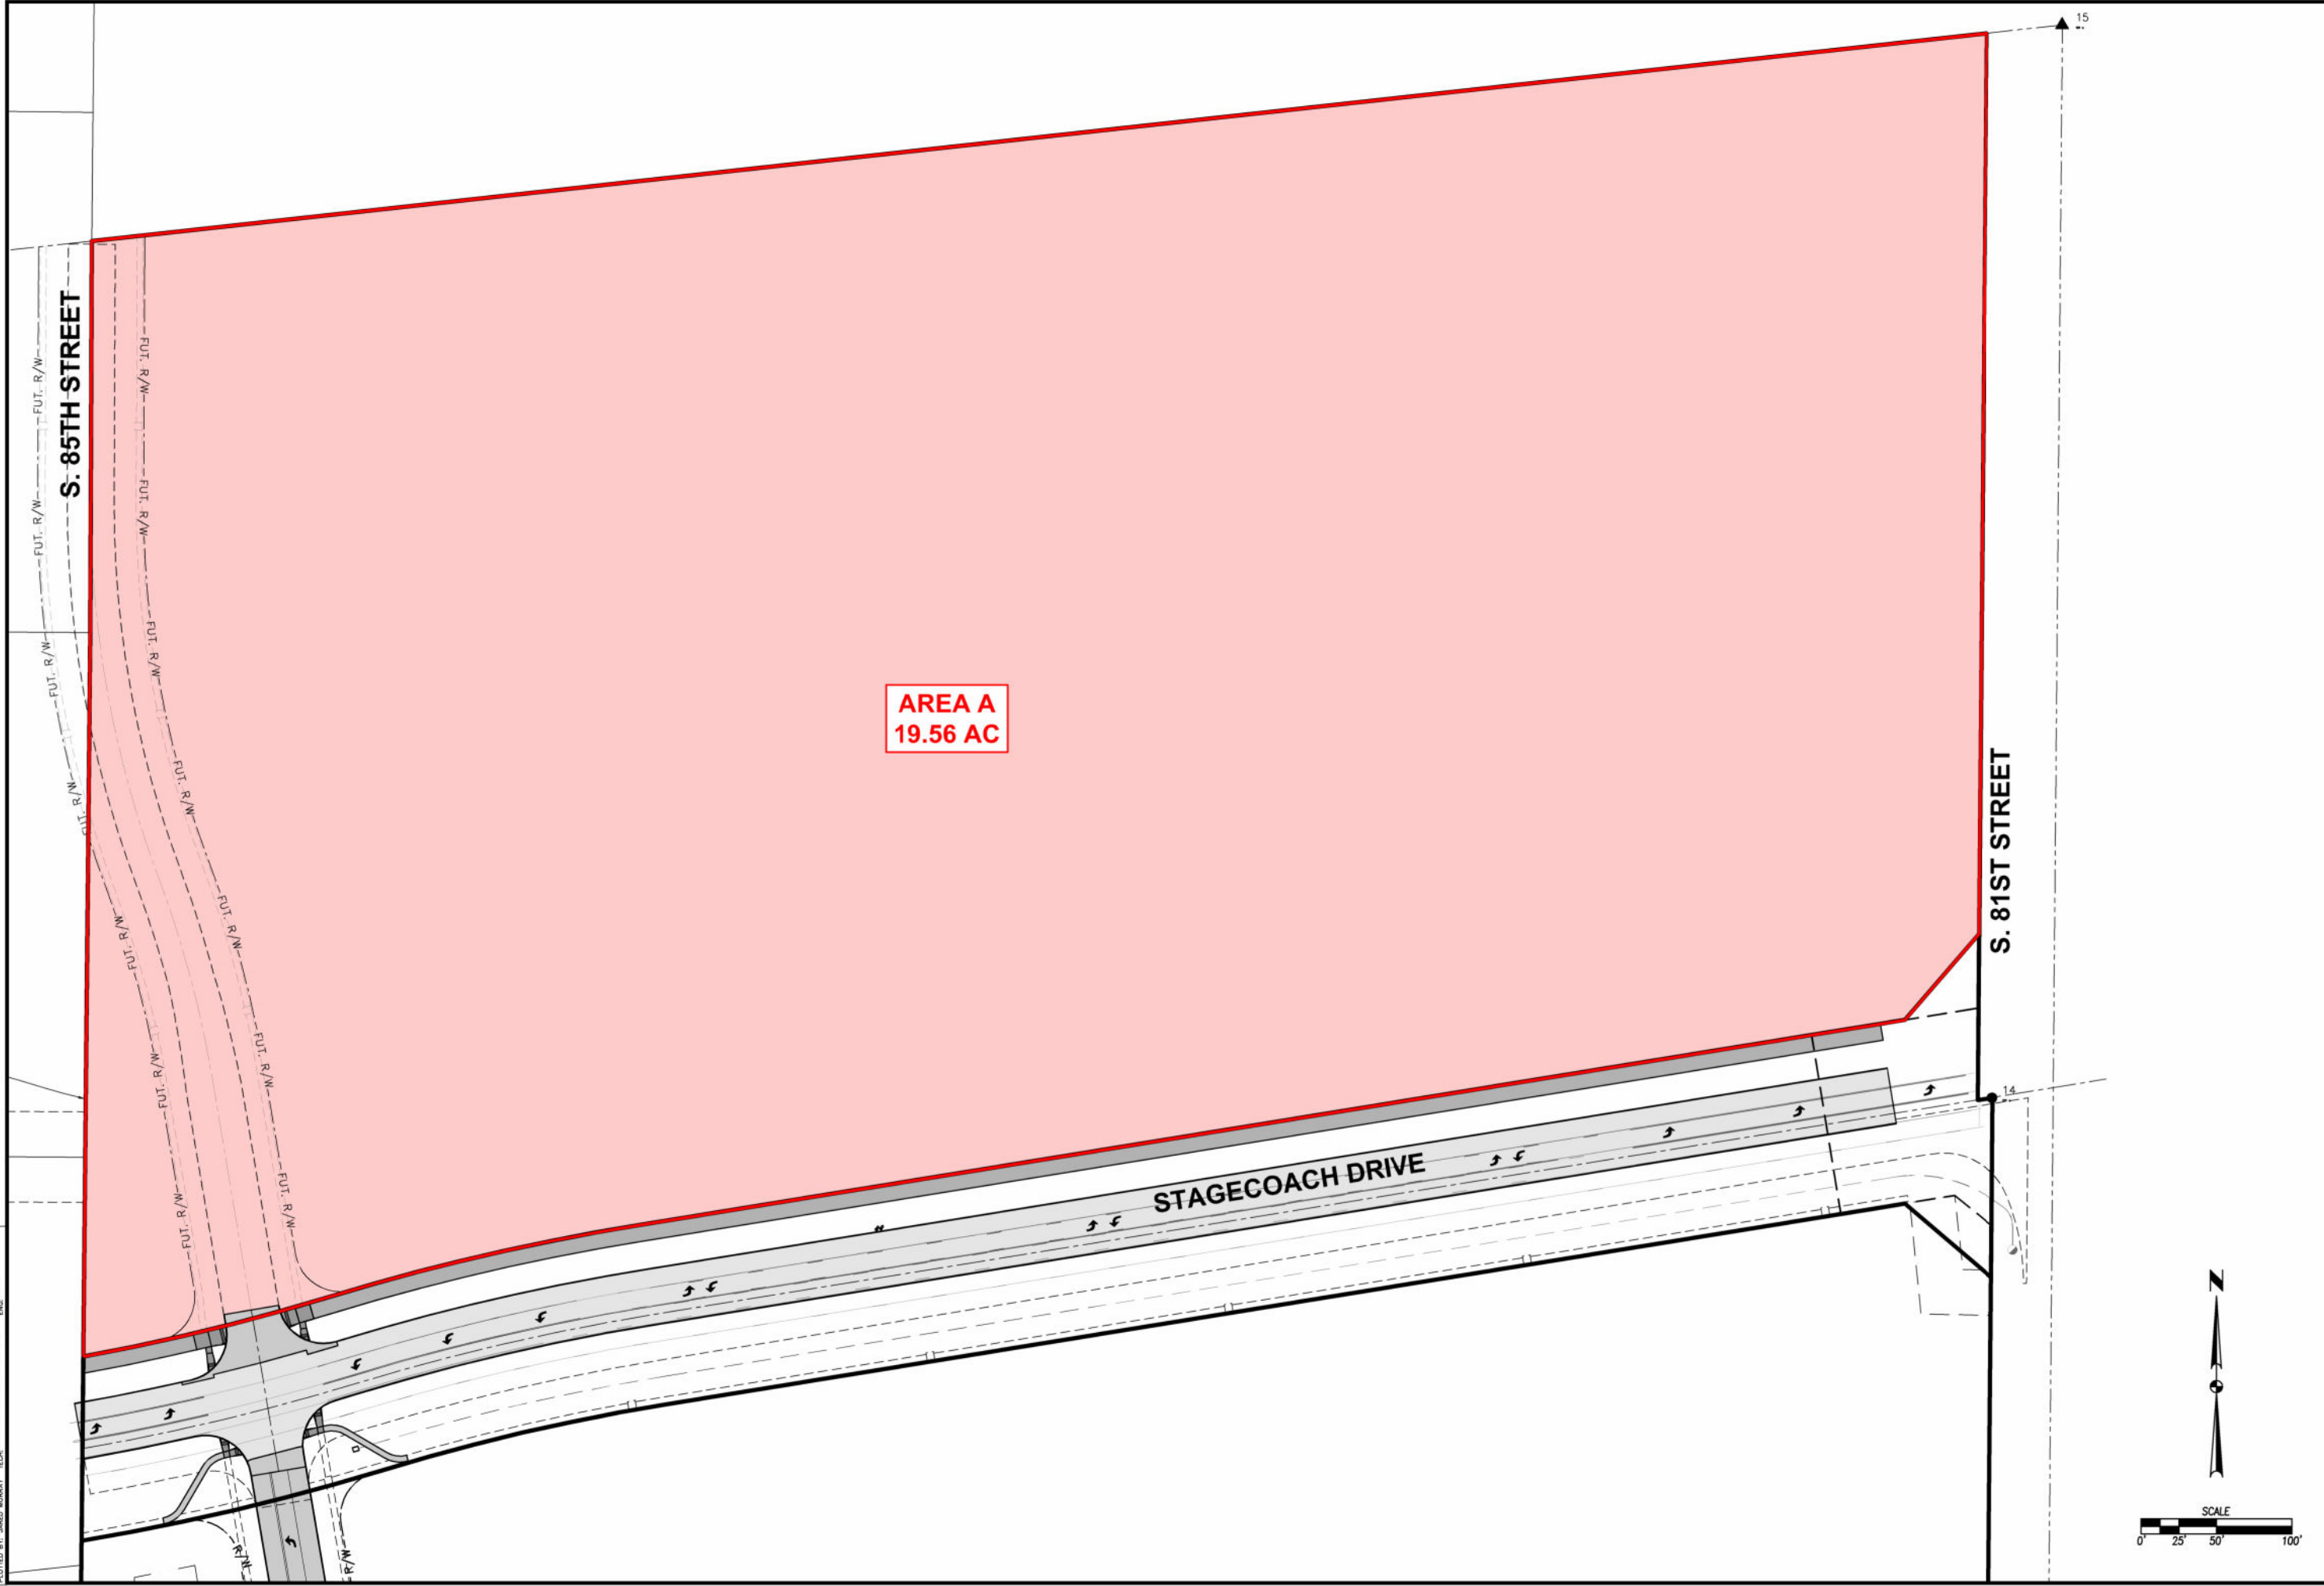 15
S. 85TH STREET
FUT. R/W
FUT. R/W
FUT. R/W
FUT. R/W
FUT. R/W
FUT. R/W
FUT. R/W
FUT. R/W
FUT. R/W
FUT. R/W
FUT. R/W
FUT. R/W
FUT. R/W
FUT. R/W
AREA A
19.56 AC
S. 81ST STREET
14
STAGECOACH DRIVE
R/W
R/W
N
SCALE
0' 25' 50' 100'